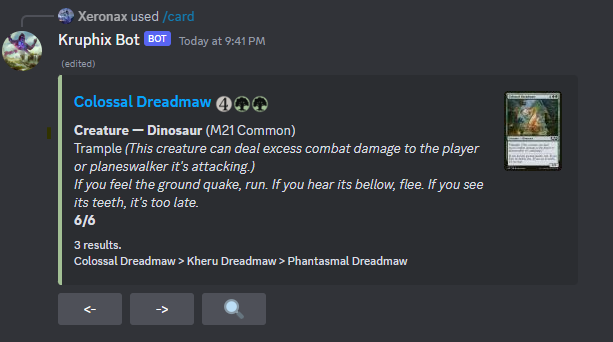 Xeronax used /card
Kruphix Bot BOT Today at 9:41 PM
(edited)
Colossal Dreadmaw 4
Creature — Dinosaur (M21 Common)
Trample (This creature can deal excess combat damage to the player
or planeswalker it's attacking.)
If you feel the ground quake, run. If you hear its bellow, flee. If you see
its teeth, it's too late.
6/6
3 results.
Colossal Dreadmaw > Kheru Dreadmaw > Phantasmal Dreadmaw
<- ->